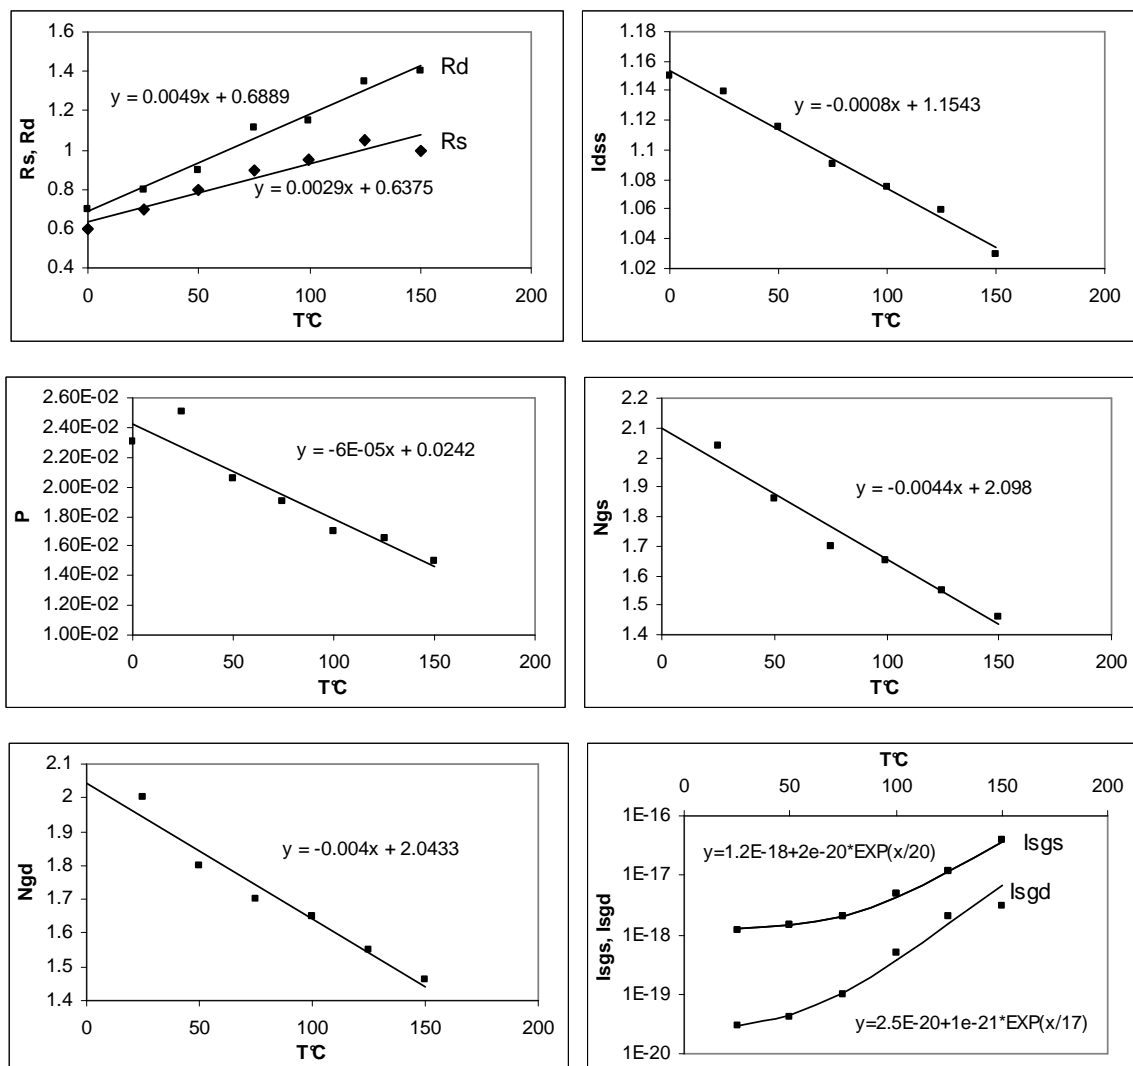 1.6
1.4
1.2
1
0.8
0.6
0.4
Rs, Rd
y = 0.0049x + 0.6889
Rd
Rs
y = 0.0029x + 0.6375
0 50 100 150 200
T°C
1.18
1.16
1.14
1.12
1.1
1.08
1.06
1.04
1.02
Idss
y = -0.0008x + 1.1543
0 50 100 150 200
T°C
2.60E-02
2.40E-02
2.20E-02
2.00E-02
1.80E-02
1.60E-02
1.40E-02
1.20E-02
1.00E-02
P
y = -6E-05x + 0.0242
0 50 100 150 200
T°C
2.2
2.1
2
1.9
1.8
1.7
1.6
1.5
1.4
Ngs
y = -0.0044x + 2.098
0 50 100 150 200
T°C
2.1
2
1.9
1.8
1.7
1.6
1.5
1.4
Ngd
y = -0.004x + 2.0433
0 50 100 150 200
T°C
T°C
0 50 100 150 200
1E-16
1E-17
1E-18
1E-19
1E-20
Isgs, Isgd
y=1.2E-18+2e-20*EXP(x/20)
Isgs
Isgd
y=2.5E-20+1e-21*EXP(x/17)